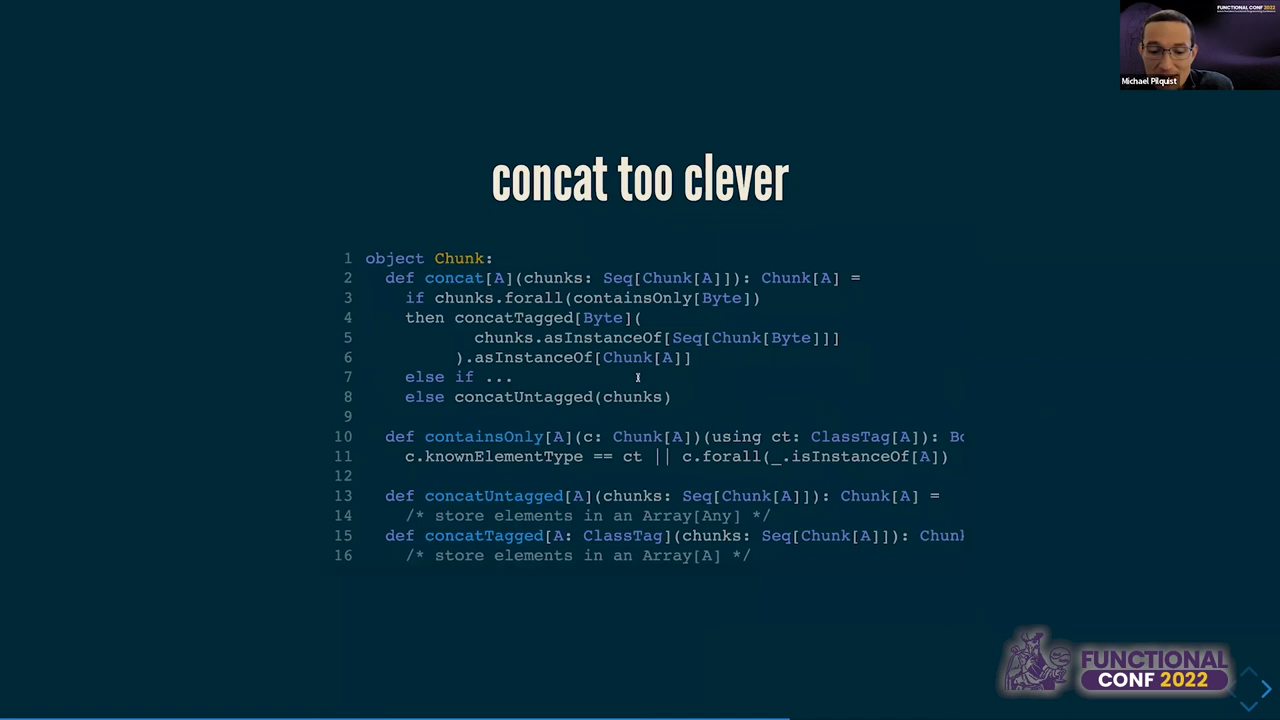 FUNCTIONAL CONF 2022
Michael Pilquist
concat too clever
1 object Chunk:
2 def concat[A](chunks: Seq[Chunk[A]]): Chunk[A] =
3 if chunks.forall(containsOnly[Byte])
4 then concatTagged[Byte](
5 chunks.asInstanceOf[Seq[Chunk[Byte]]]
6 ).asInstanceOf[Chunk[A]]
7 else if ...
8 else concatUntagged(chunks)
9
10 def containsOnly[A](c: Chunk[A])(using ct: ClassTag[A]): Bo
11 c.knownElementType == ct || c.forall(_.isInstanceOf[A])
12
13 def concatUntagged[A](chunks: Seq[Chunk[A]]): Chunk[A] =
14 /* store elements in an Array[Any] */
15 def concatTagged[A: ClassTag](chunks: Seq[Chunk[A]]): Chunk
16 /* store elements in an Array[A] */
FUNCTIONAL
CONF 2022